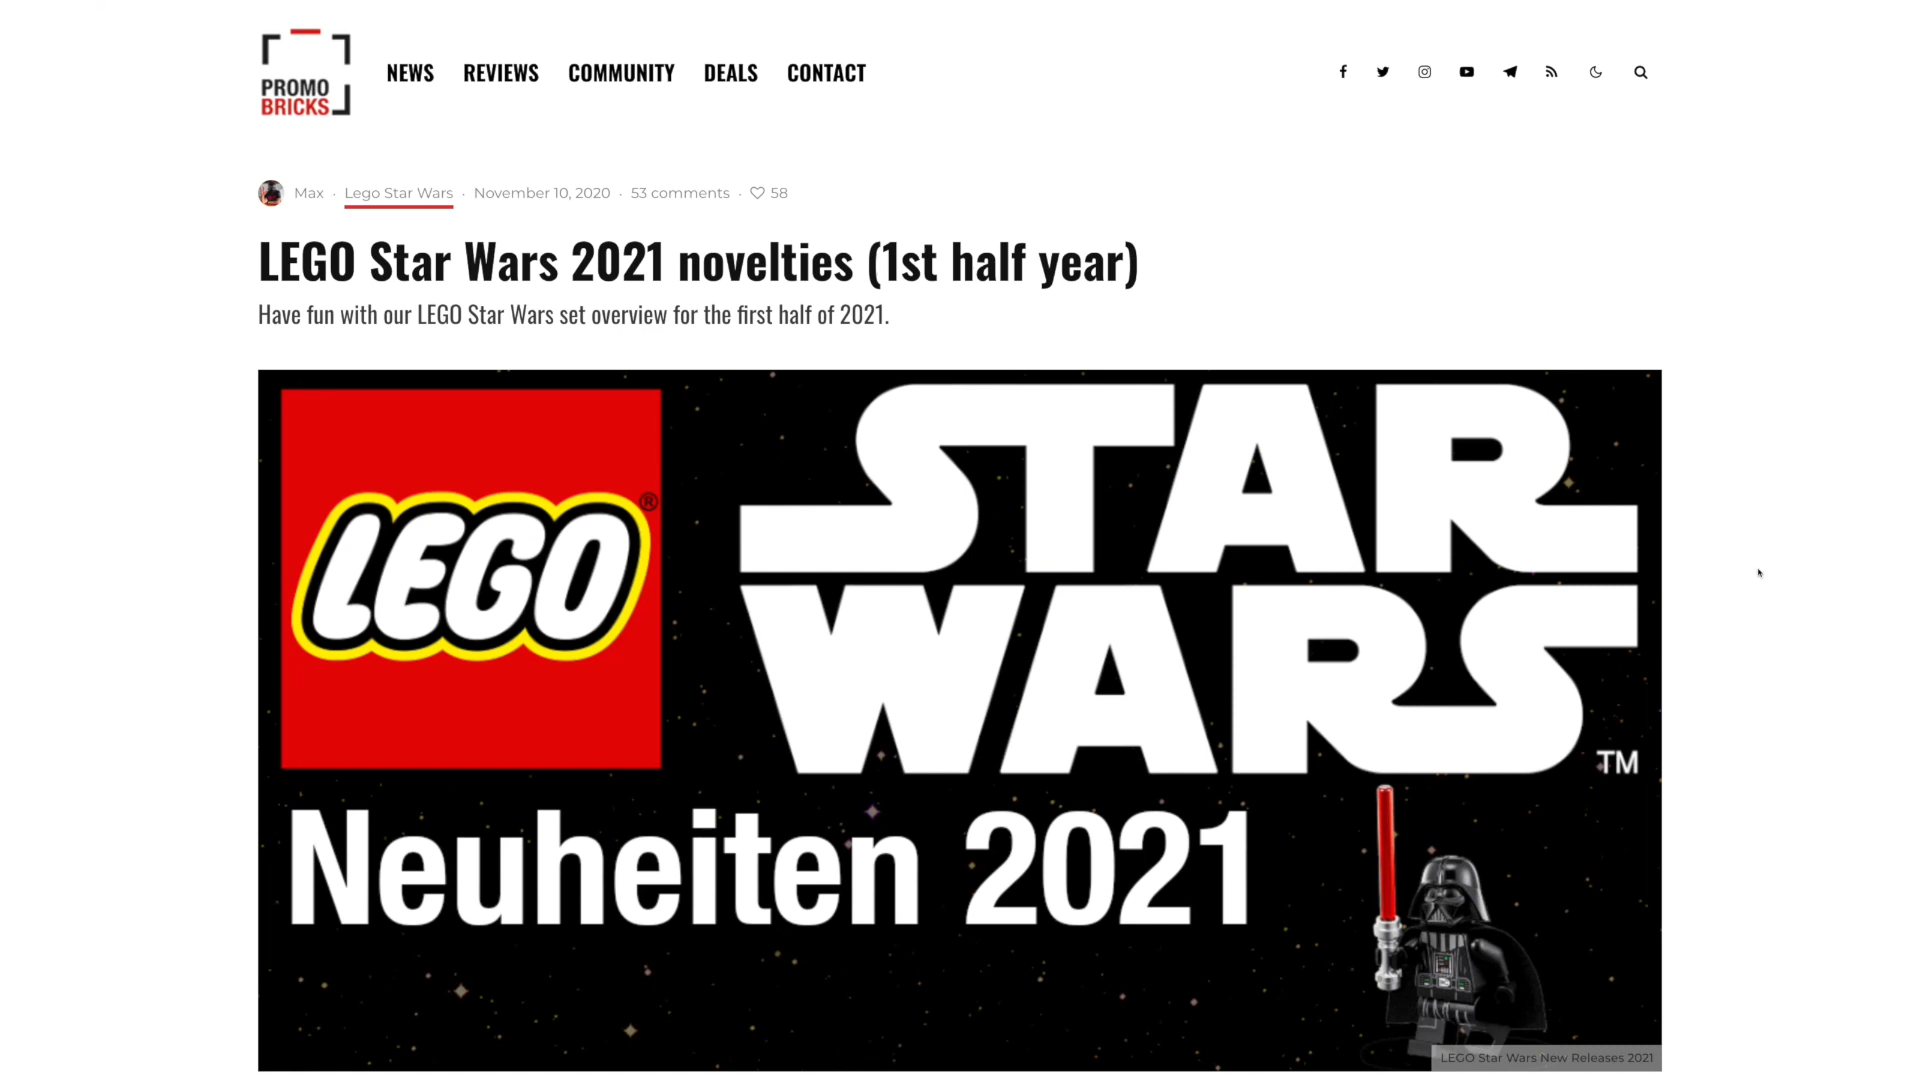 PROMO
BRICKS
NEWS REVIEWS COMMUNITY DEALS CONTACT
Max · Lego Star Wars · November 10, 2020 · 53 comments · 58
LEGO Star Wars 2021 novelties (1st half year)
Have fun with our LEGO Star Wars set overview for the first half of 2021.
LEGO®
STAR
WARS™
Neuheiten 2021
LEGO Star Wars New Releases 2021